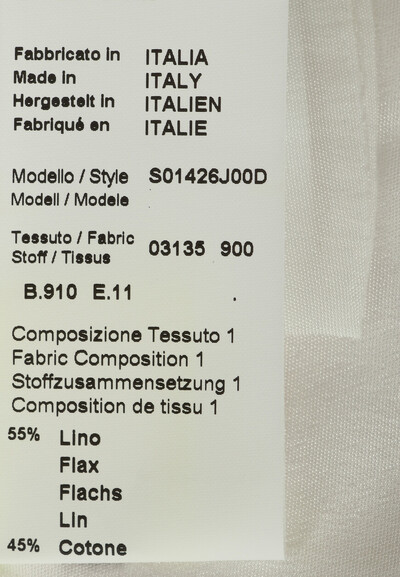 Fabbricato in ITALIA
Made in ITALY
Hergestelt in ITALIEN
Fabriqué en ITALIE
Modello / Style S01426J00D
Modell / Modele
Tessuto / Fabric 03135 900
Stoff / Tissus
B.910 E.11
Composizione Tessuto 1
Fabric Composition 1
Stoffzusammensetzung 1
Composition de tissu 1
55% Lino
Flax
Flachs
Lin
45% Cotone